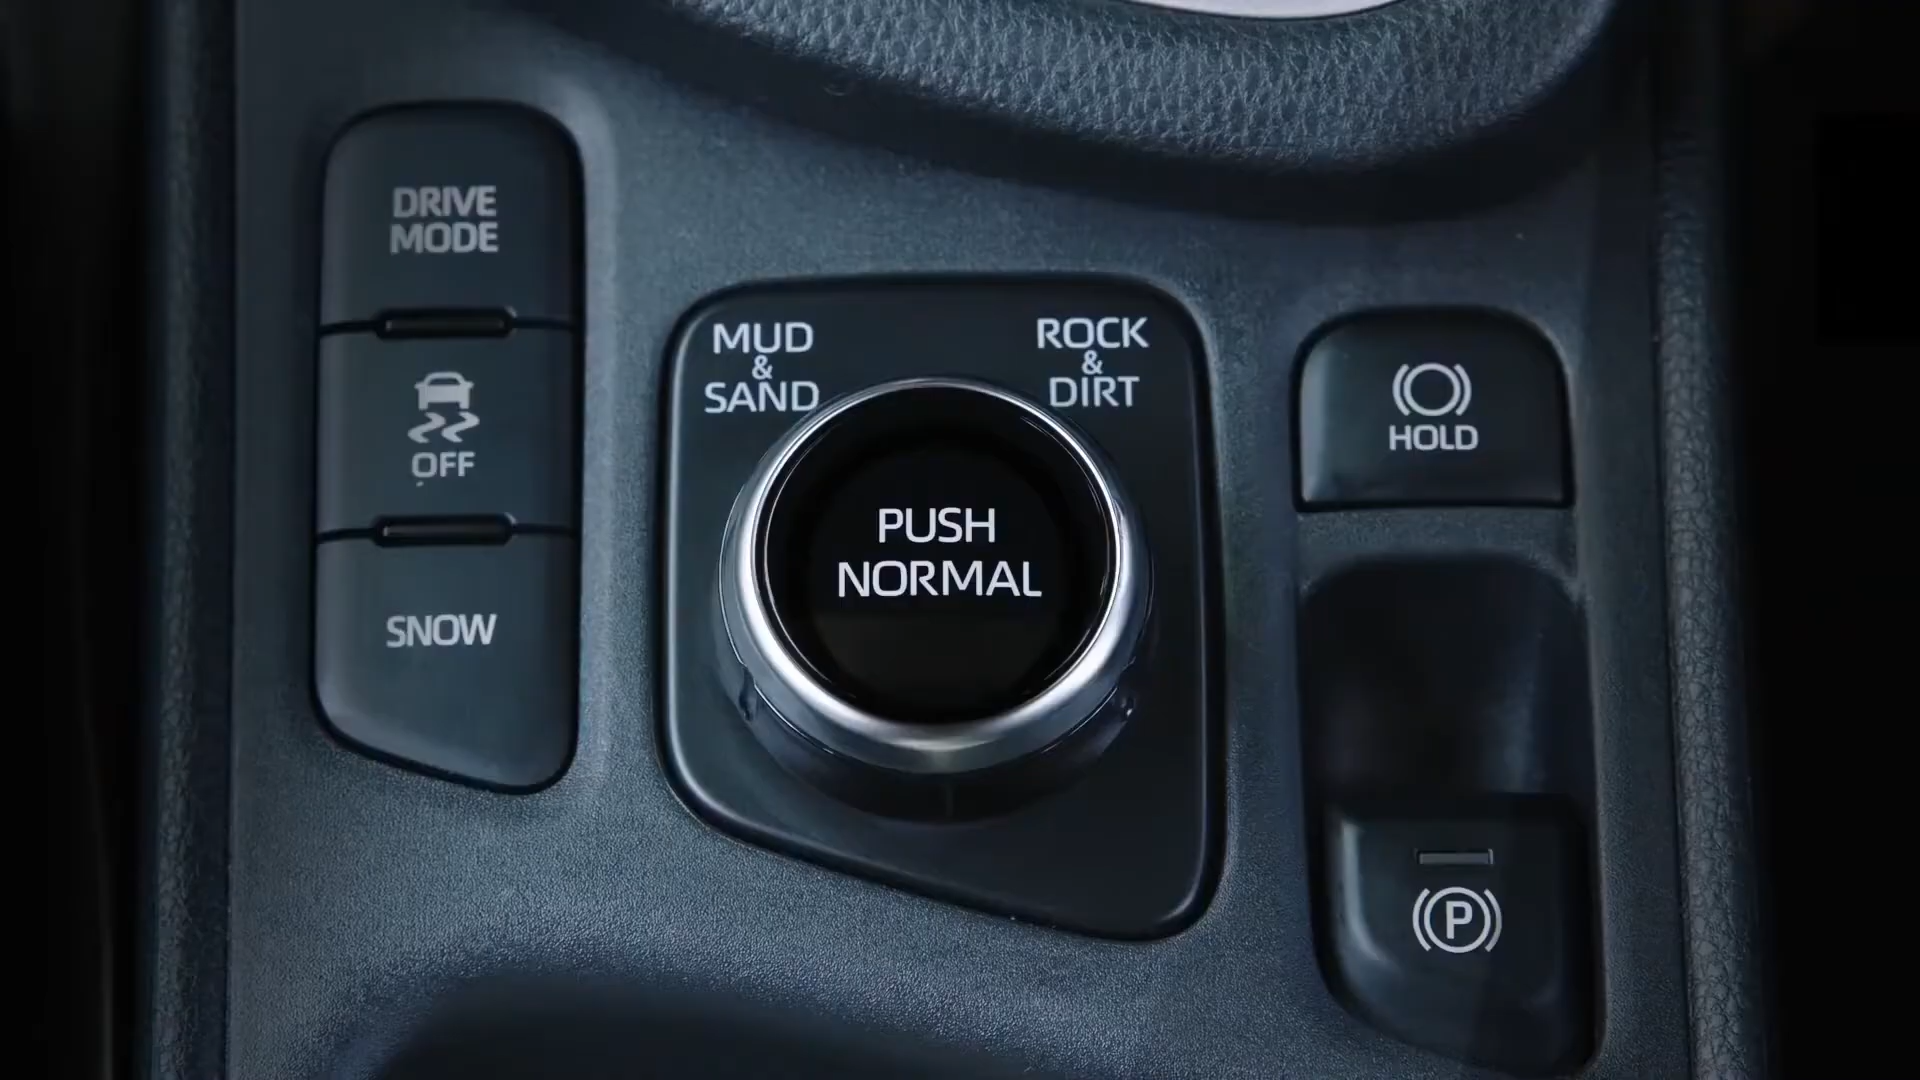 DRIVE
MODE
OFF
SNOW
MUD
&
SAND
ROCK
&
DIRT
PUSH
NORMAL
HOLD
P